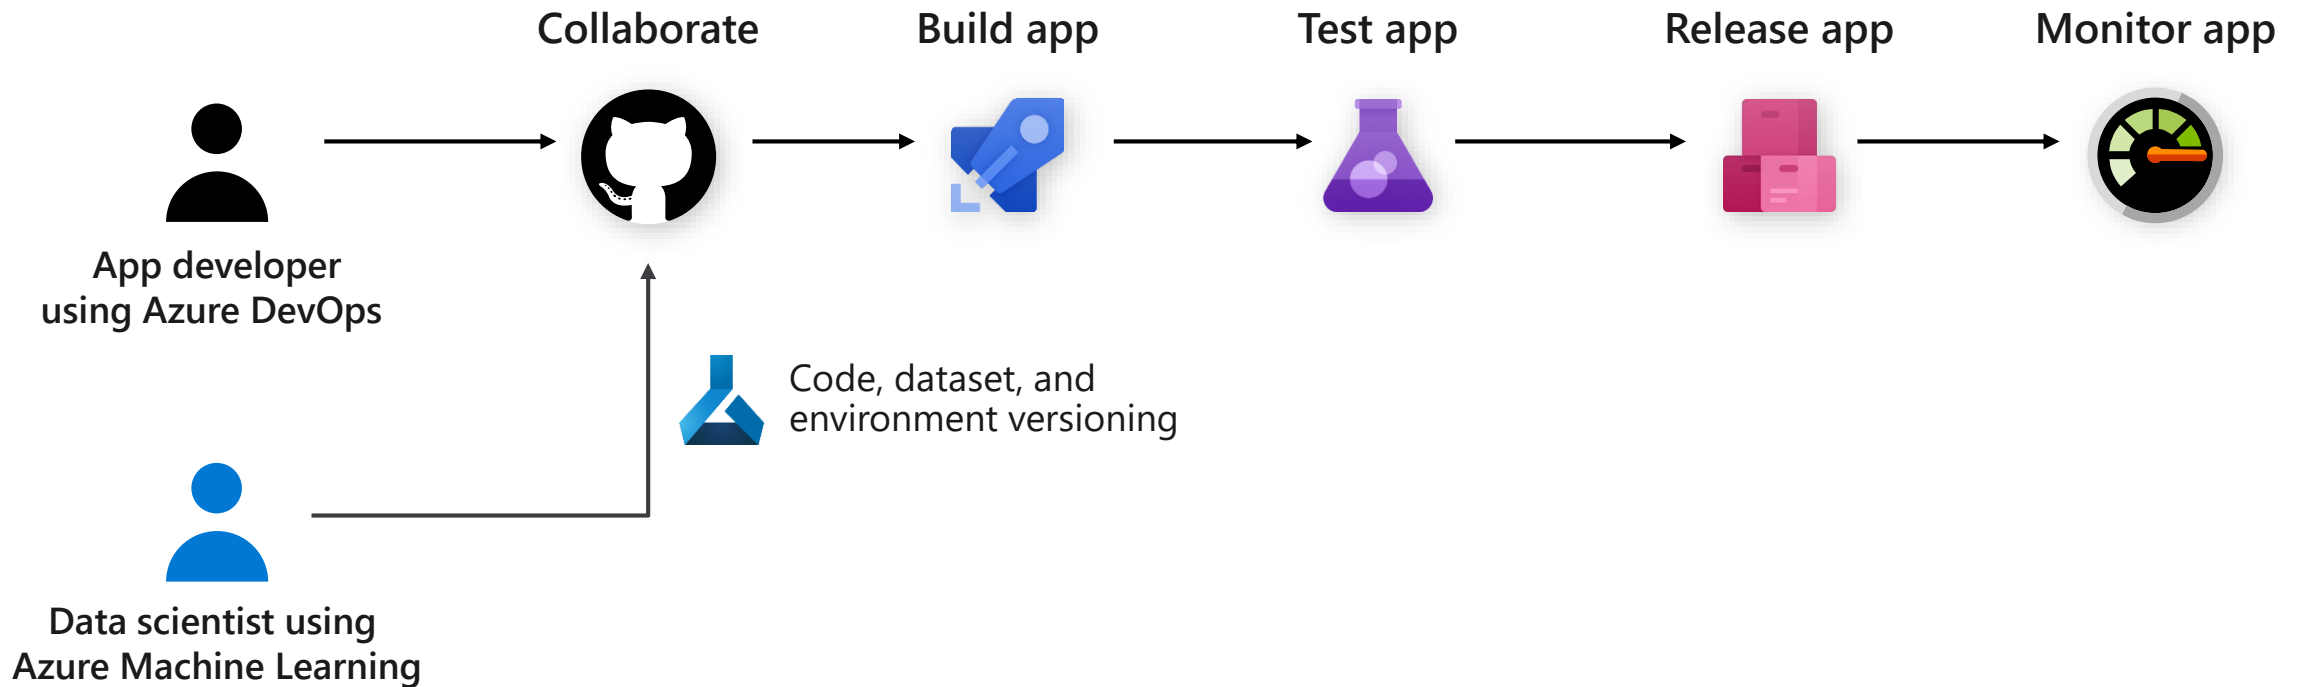 Collaborate
Build app
Test app
Release app
Monitor app
App developer
using Azure DevOps
Code, dataset, and
environment versioning
Data scientist using
Azure Machine Learning